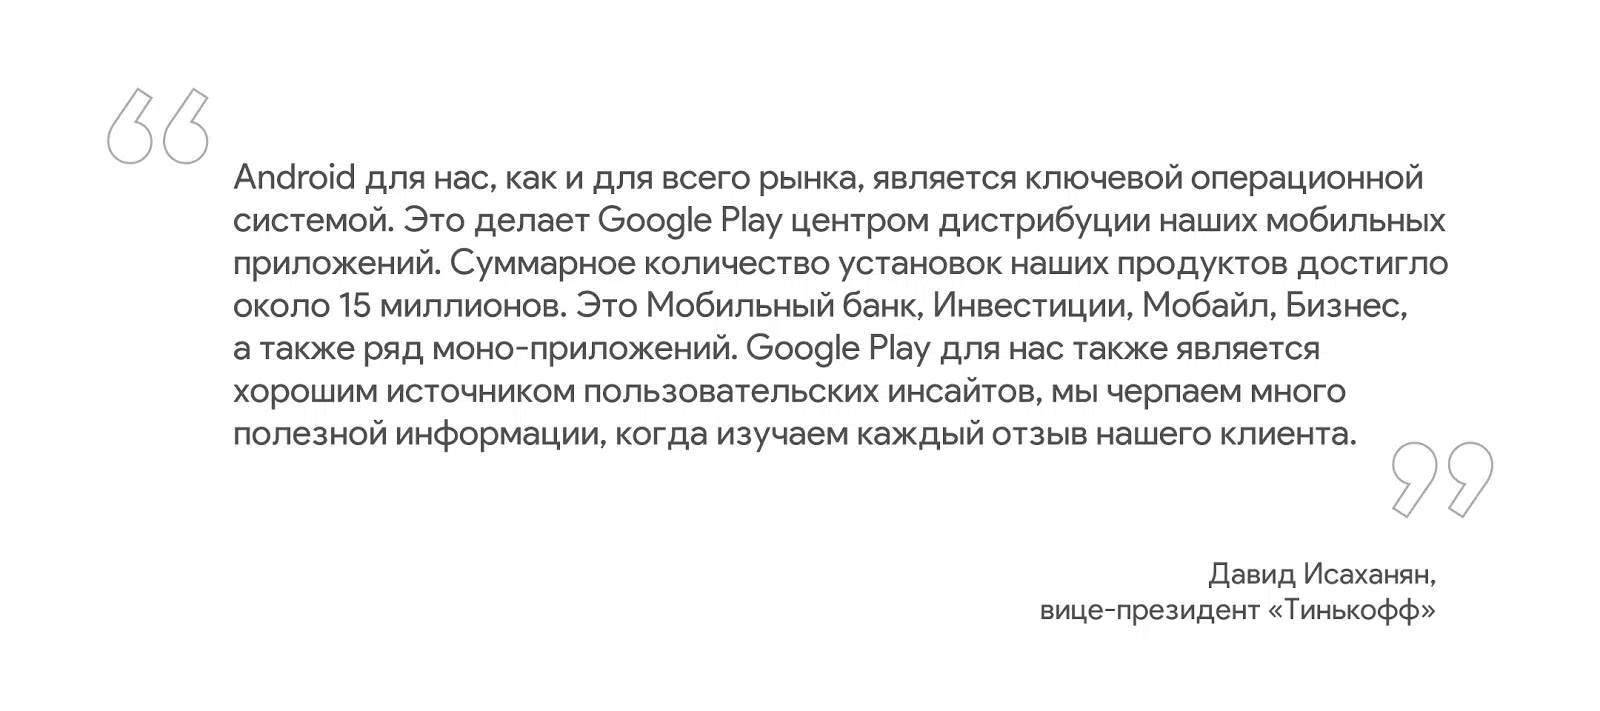 “
Android для нас, как и для всего рынка, является ключевой операционной
системой. Это делает Google Play центром дистрибуции наших мобильных
приложений. Суммарное количество установок наших продуктов достигло
около 15 миллионов. Это Мобильный банк, Инвестиции, Мобайл, Бизнес,
а также ряд моно-приложений. Google Play для нас также является
хорошим источником пользовательских инсайтов, мы черпаем много
полезной информации, когда изучаем каждый отзыв нашего клиента.
”
Давид Исаханян,
вице-президент «Тинькофф»